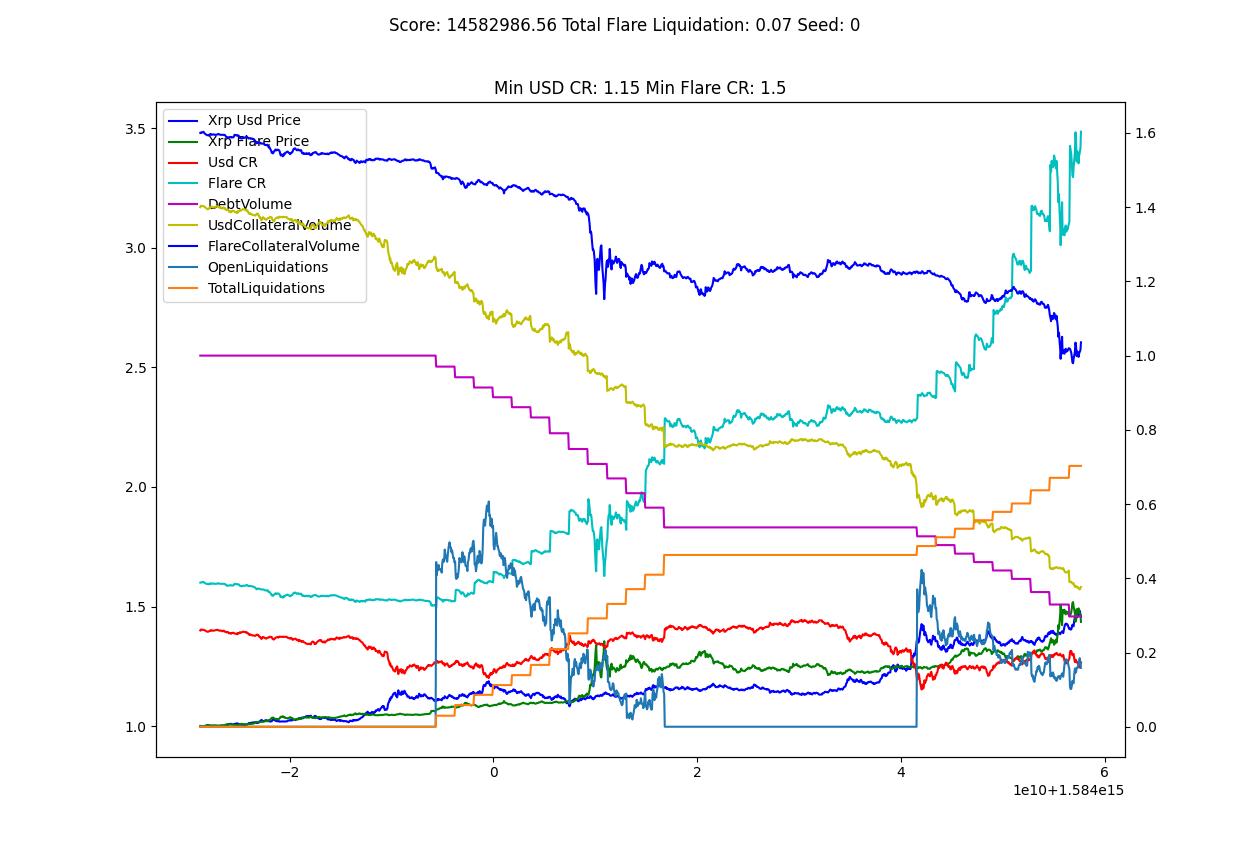 Score: 14582986.56 Total Flare Liquidation: 0.07 Seed: 0
Min USD CR: 1.15 Min Flare CR: 1.5
Xrp Usd Price
Xrp Flare Price
Usd CR
Flare CR
DebtVolume
UsdCollateralVolume
FlareCollateralVolume
OpenLiquidations
TotalLiquidations
3.5
3.0
2.5
2.0
1.5
1.0
1.6
1.4
1.2
1.0
0.8
0.6
0.4
0.2
0.0
−2
0
2
4
6
1e10+1.584e15